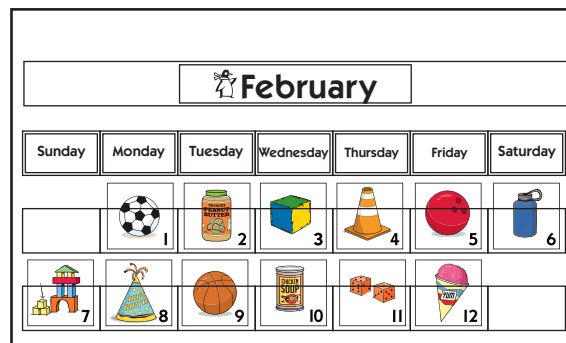 February
Sunday Monday Tuesday Wednesday Thursday Friday Saturday
PEANUT
BUTTER
1 2 3 4 5 6
CHICKEN
SOUP
YUM
7 8 9 10 11 12